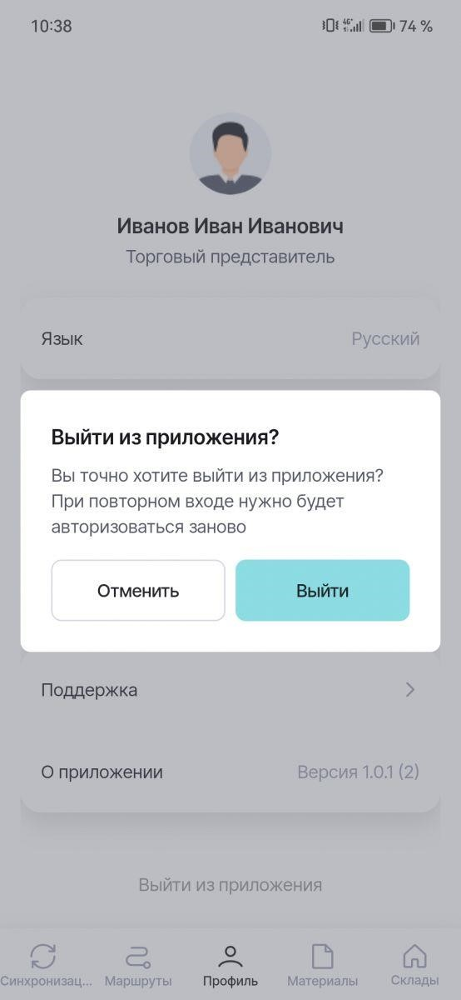 10:38
4G+ 74 %
Иванов Иван Иванович
Торговый представитель
Язык Русский
Выйти из приложения?
Вы точно хотите выйти из приложения?
При повторном входе нужно будет
авторизоваться заново
Отменить Выйти
Поддержка
О приложении Версия 1.0.1 (2)
Выйти из приложения
Синхронизац... Маршруты Профиль Материалы Склады